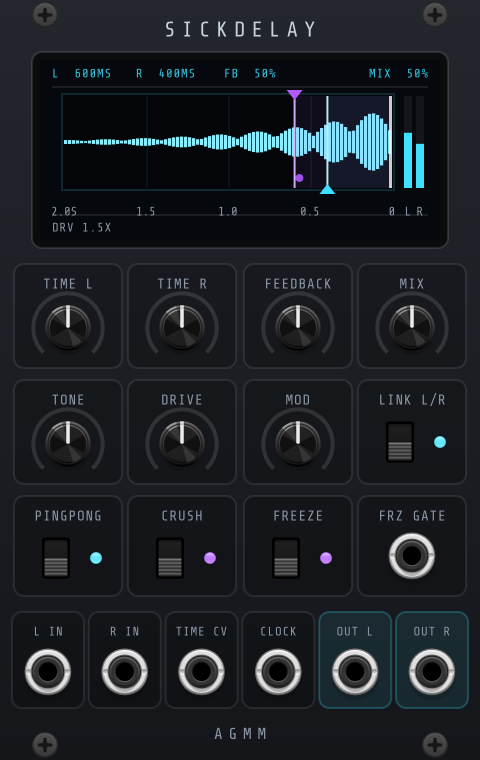 SICKDELAY
L 600MS R 400MS FB 50% MIX 50%
2.0S 1.5 1.0 0.5 0 L R
DRV 1.5X
TIME L TIME R FEEDBACK MIX
TONE DRIVE MOD LINK L/R
PINGPONG CRUSH FREEZE FRZ GATE
L IN R IN TIME CV CLOCK OUT L OUT R
AGMM